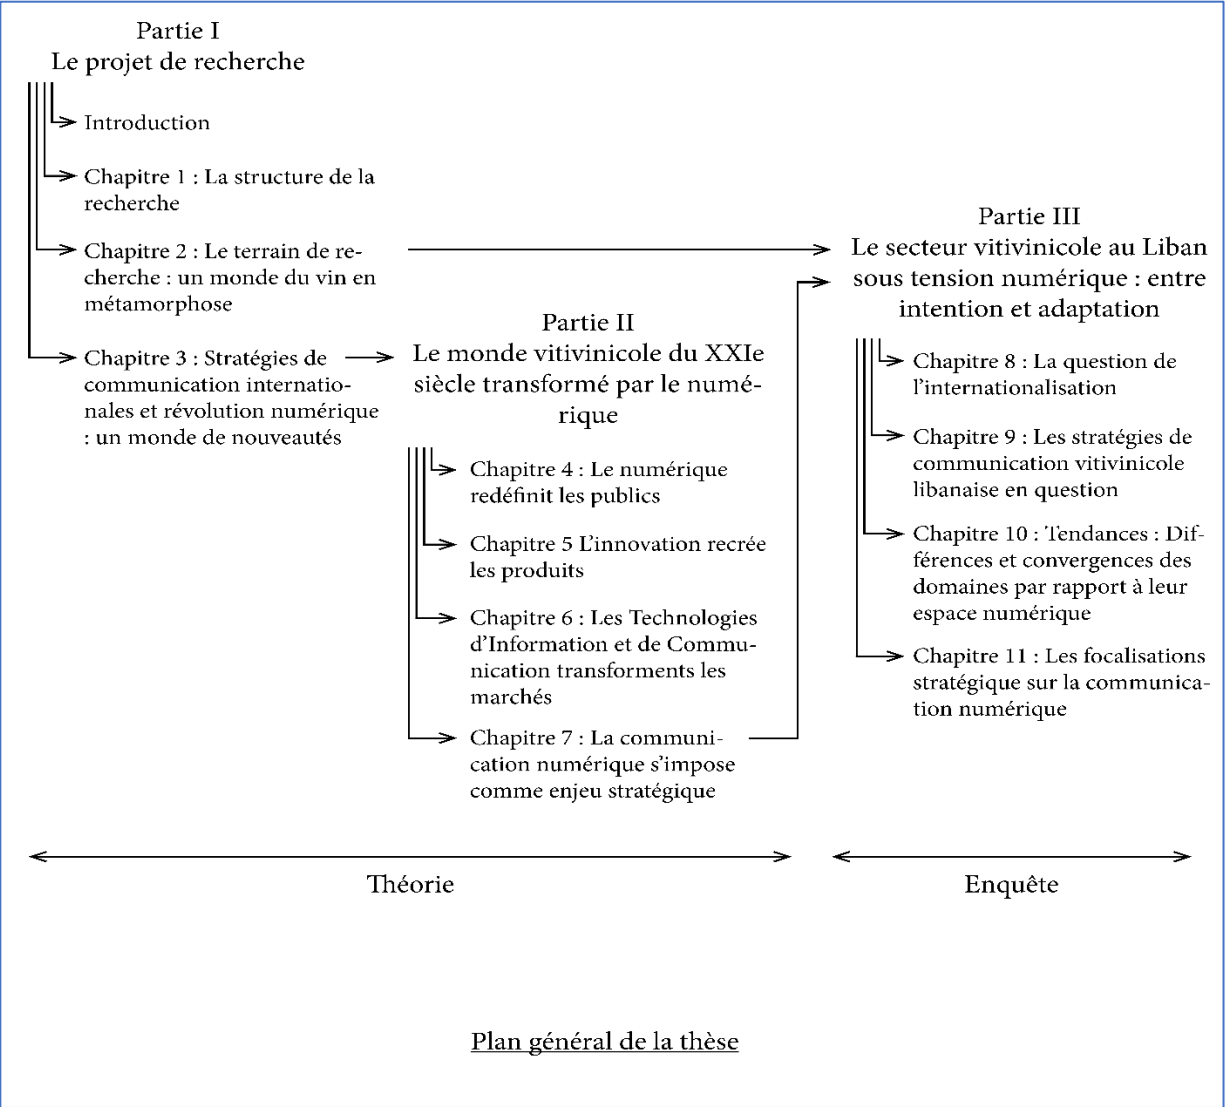 Partie I
Le projet de recherche
Introduction
Chapitre 1 : La structure de la
recherche
Chapitre 2 : Le terrain de re-
cherche : un monde du vin en
métamorphose
Chapitre 3 : Stratégies de
communication internatio-
nales et révolution numérique
: un monde de nouveautés
Partie II
Le monde vitivinicole du XXIe
siècle transformé par le numé-
rique
Chapitre 4 : Le numérique
redéfinit les publics
Chapitre 5 L'innovation recrée
les produits
Chapitre 6 : Les Technologies
d'Information et de Commu-
nication transforments les
marchés
Chapitre 7 : La communi-
cation numérique s'impose
comme enjeu stratégique
Partie III
Le secteur vitivinicole au Liban
sous tension numérique : entre
intention et adaptation
Chapitre 8 : La question de
l'internationalisation
Chapitre 9 : Les stratégies de
communication vitivinicole
libanaise en question
Chapitre 10 : Tendances : Dif-
férences et convergences des
domaines par rapport à leur
espace numérique
Chapitre 11 : Les focalisations
stratégique sur la communica-
tion numérique
Théorie
Enquête
Plan général de la thèse